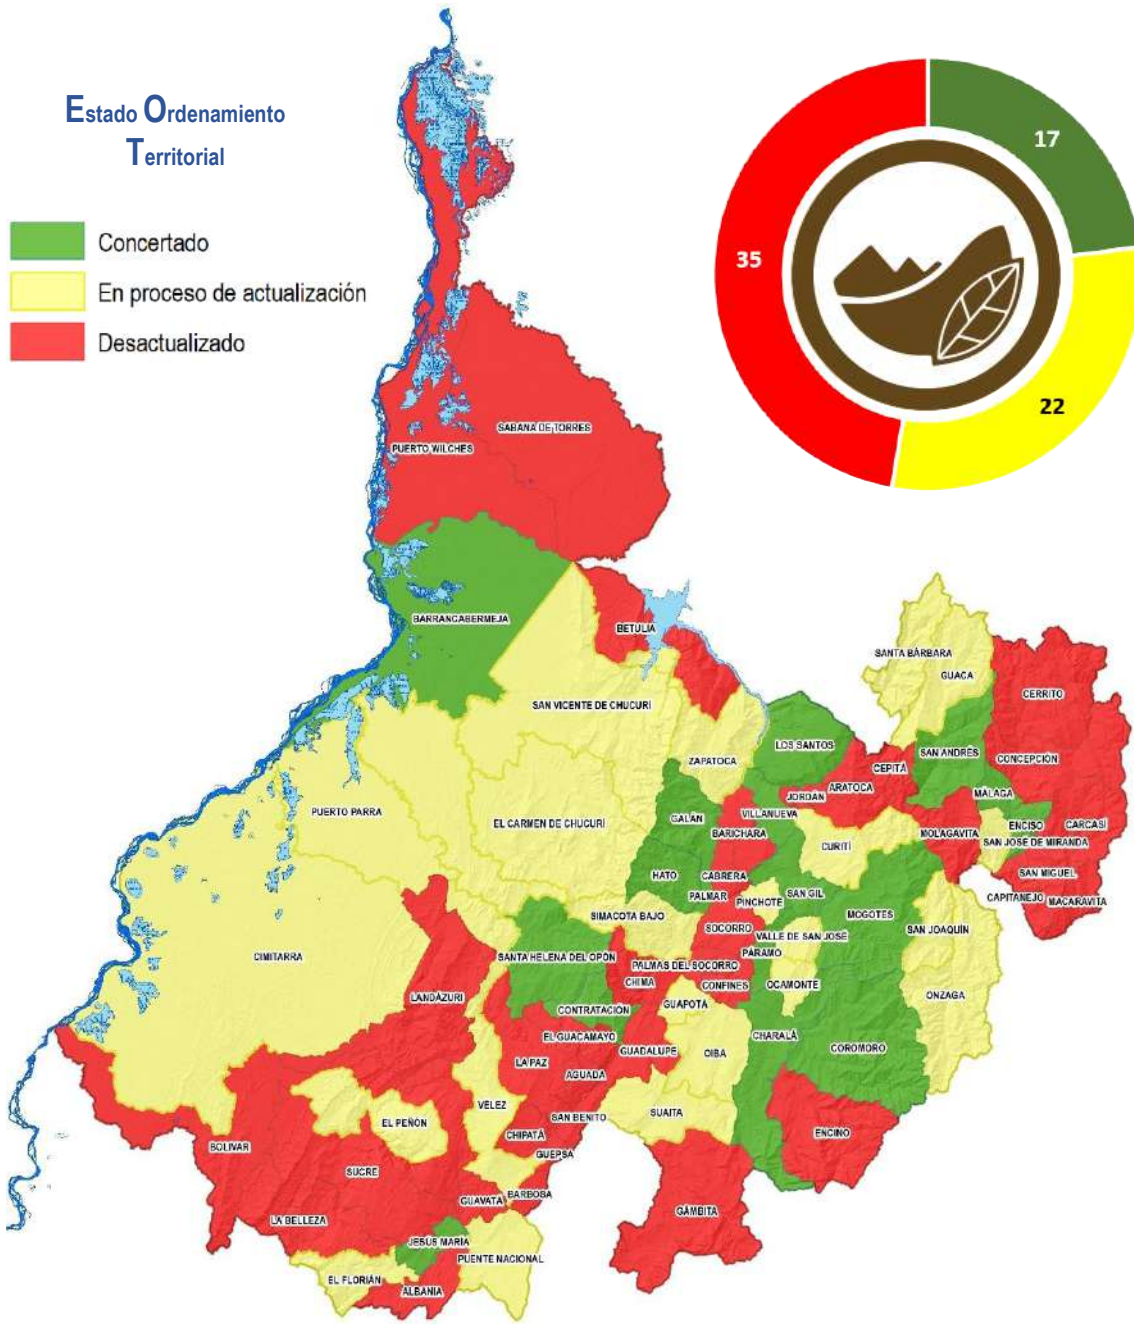 Estado Ordenamiento
Territorial
Concertado
En proceso de actualización
Desactualizado
17
35
22
SABANA DE TORRES
PUERTO WILCHES
BARRANCABERMEJA
BETULIA
SANTA BÁRBARA
GUACA
CERRITO
SAN VICENTE DE CHUCURÍ
LOS SANTOS
SAN ANDRÉS
CONCEPCIÓN
ZAPATOCA
CEPITÁ
ARATOCA
JORDAN
MÁLAGA
PUERTO PARRA
EL CARMEN DE CHUCURÍ
GALÁN
VILLANUEVA
BARICHARA
CURITÍ
MOLAGAVITA
ENCISO
CARCASÍ
SAN JOSÉ DE MIRANDA
HATO
CABRERA
SAN MIGUEL
PALMAR
PINCHOTE
SAN GIL
CAPITANEJO
MACARAVITA
SIMACOTA BAJO
MOGOTES
SOCORRO
VALLE DE SAN JOSÉ
SAN JOAQUÍN
CIMITARRA
SANTA HELENA DEL OPÓN
PÁRAMO
PALMAS DEL SOCORRO
CHIMA
CONFINES
OCAMONTE
ONZAGA
LANDÁZURI
CONTRATACIÓN
GUAPOTA
EL GUACAMAYO
GUADALUPE
CHARALÁ
COROMORO
LA PAZ
AGUADA
OIBA
VÉLEZ
SAN BENITO
SUAITA
EL PEÑÓN
CHIPATÁ
ENCINO
BOLIVAR
GUEPSA
SUCRE
BARBOSA
GUAVATA
GÁMBITA
LA BELLEZA
JESÚS MARÍA
PUENTE NACIONAL
EL FLORIÁN
ALBANIA